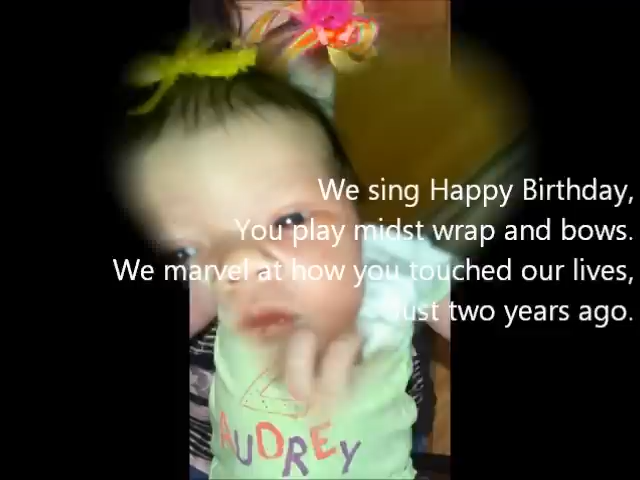 We sing Happy Birthday,
You play midst wrap and bows.
We marvel at how you touched our lives,
Just two years ago.
AUDREY